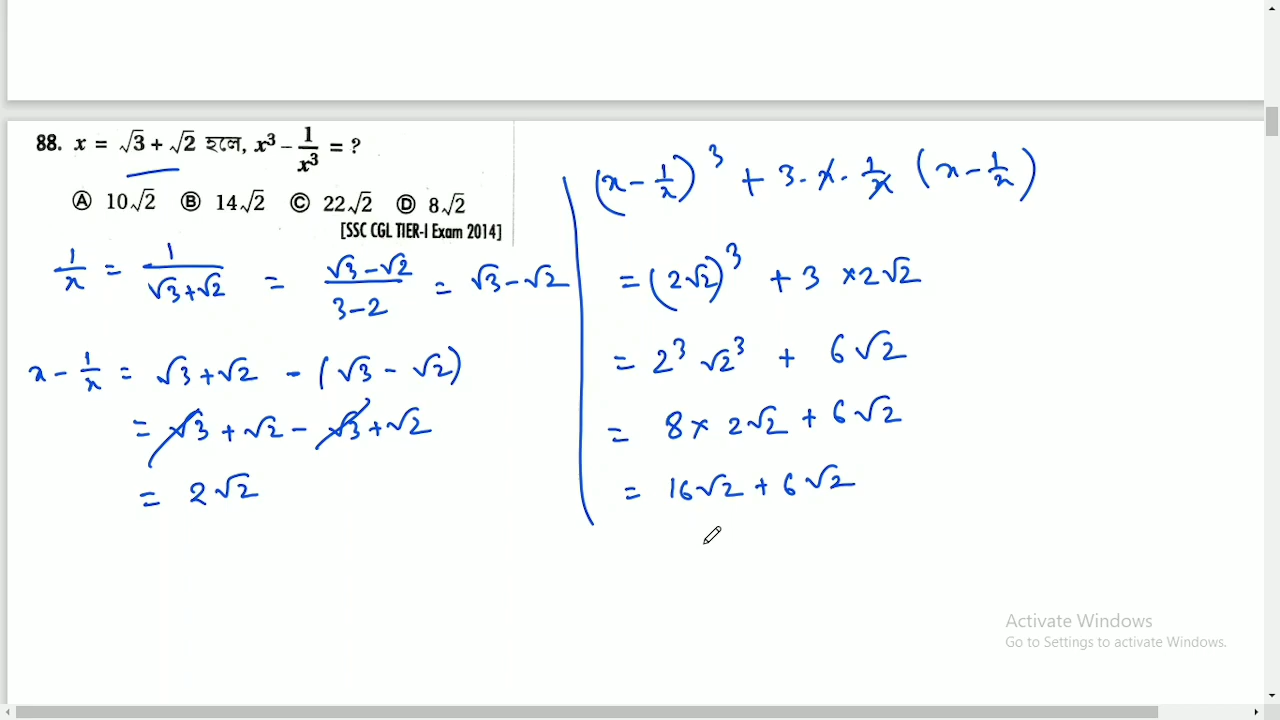 88. x = √3 + √2 হলে, x³ – 1/x³ = ?
Ⓐ 10√2 Ⓑ 14√2 Ⓒ 22√2 Ⓓ 8√2
[SSC CGL TIER-I Exam 2014]
1/x = 1/(√3+√2) = (√3–√2)/(3–2) = √3–√2
x – 1/x = √3+√2 – (√3 – √2)
= √3 + √2 – √3 + √2
= 2√2
(x – 1/x)³ + 3·x·1/x (x – 1/x)
= (2√2)³ + 3 ×2√2
= 2³ √2³ + 6√2
= 8× 2√2 + 6√2
= 16√2 + 6√2
Activate Windows
Go to Settings to activate Windows.